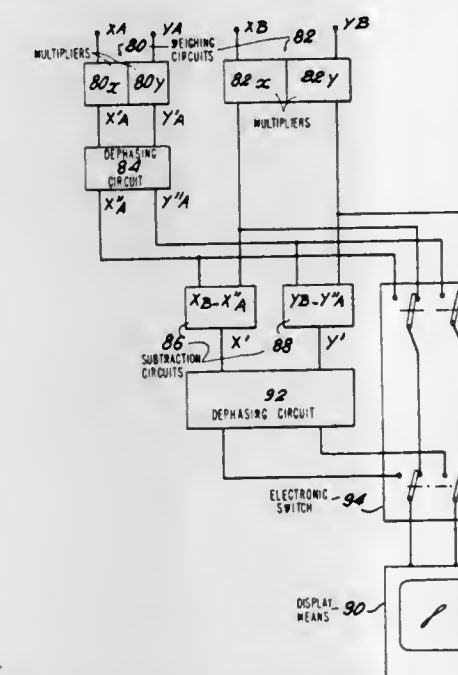 XA YA XB YB
80 WEIGHING CIRCUITS 82
MULTIPLIERS
80x 80y 82x 82y
X'A Y'A MULTIPLIERS
DEPHASING
84
CIRCUIT
X"A Y"A
XB-X"A YB-Y"A
86 X' 88 Y'
SUBTRACTION
CIRCUITS
92
DEPHASING CIRCUIT
ELECTRONIC
SWITCH 94
DISPLAY
MEANS 90